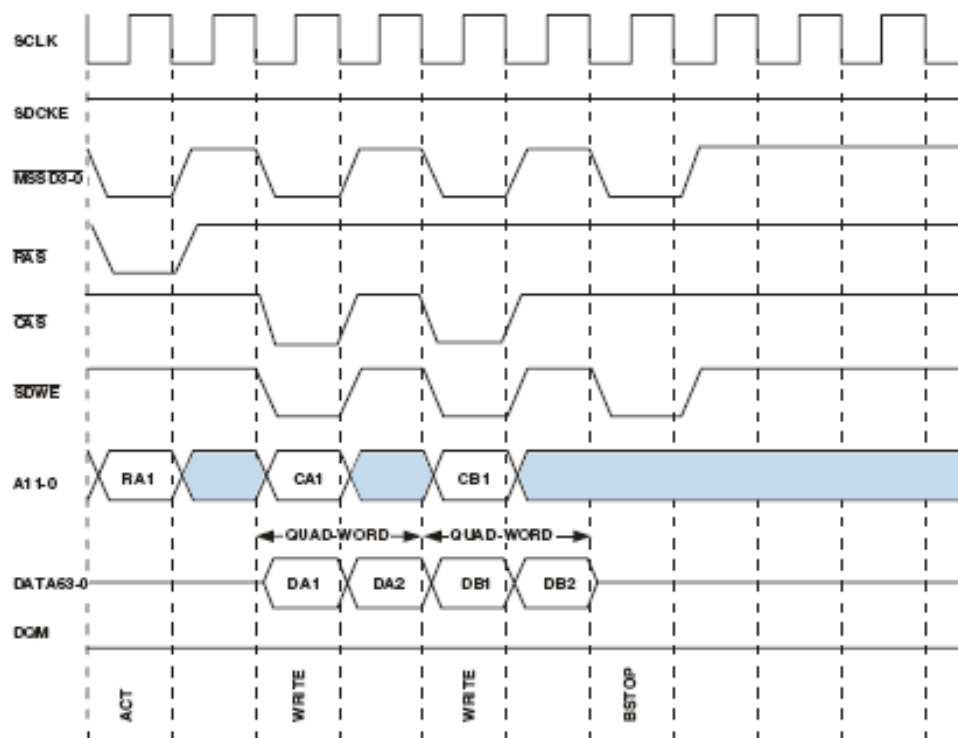 SCLK
SDCKE
MSSD3-0
RAS
CAS
SDWE
A11-0 RA1 CA1 CB1
QUAD-WORD QUAD-WORD
DATA63-0 DA1 DA2 DB1 DB2
DQM
ACT WRITE WRITE BSTOP